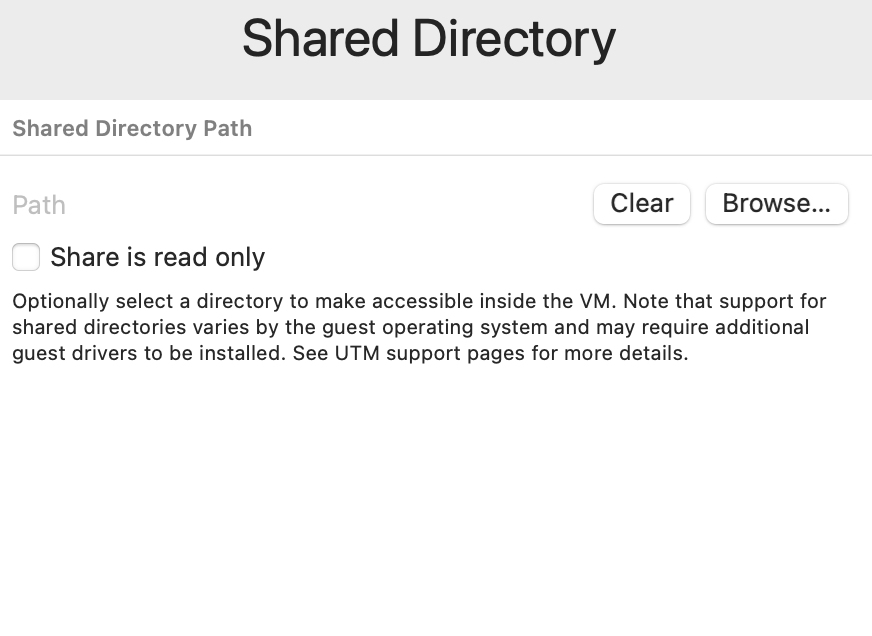 Shared Directory
Shared Directory Path
Path
Clear
Browse...
Share is read only
Optionally select a directory to make accessible inside the VM. Note that support for
shared directories varies by the guest operating system and may require additional
guest drivers to be installed. See UTM support pages for more details.